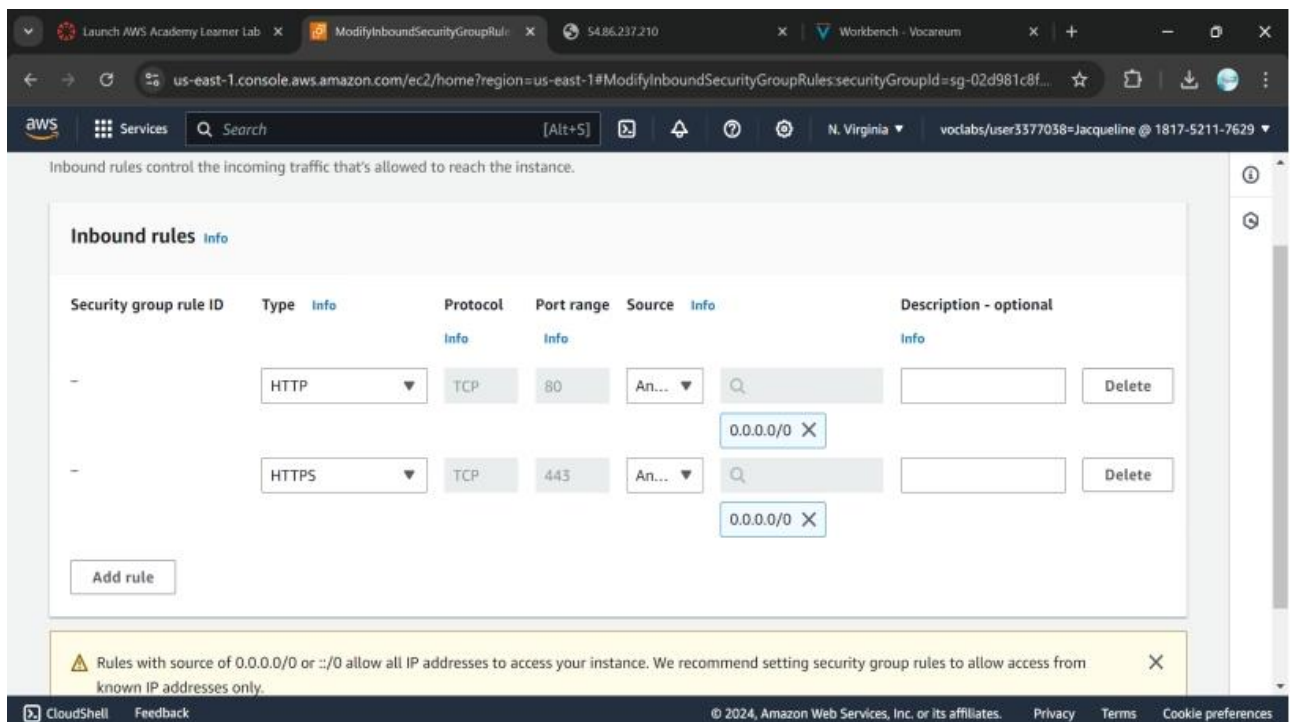 Launch AWS Academy Learner Lab
ModifyInboundSecurityGroupRule
54.86.237.210
Workbench - Vocareum
us-east-1.console.aws.amazon.com/ec2/home?region=us-east-1#ModifyInboundSecurityGroupRules:securityGroupId=sg-02d981c8f...
aws Services Search [Alt+S] N. Virginia voclabs/user3377038=Jacqueline @ 1817-5211-7629
Inbound rules control the incoming traffic that's allowed to reach the instance.
Inbound rules Info
Security group rule ID Type Info Protocol Port range Source Info Description - optional
Info Info Info
– HTTP TCP 80 An... Delete
0.0.0.0/0
– HTTPS TCP 443 An... Delete
0.0.0.0/0
Add rule
Rules with source of 0.0.0.0/0 or ::/0 allow all IP addresses to access your instance. We recommend setting security group rules to allow access from
known IP addresses only.
CloudShell Feedback © 2024, Amazon Web Services, Inc. or its affiliates. Privacy Terms Cookie preferences